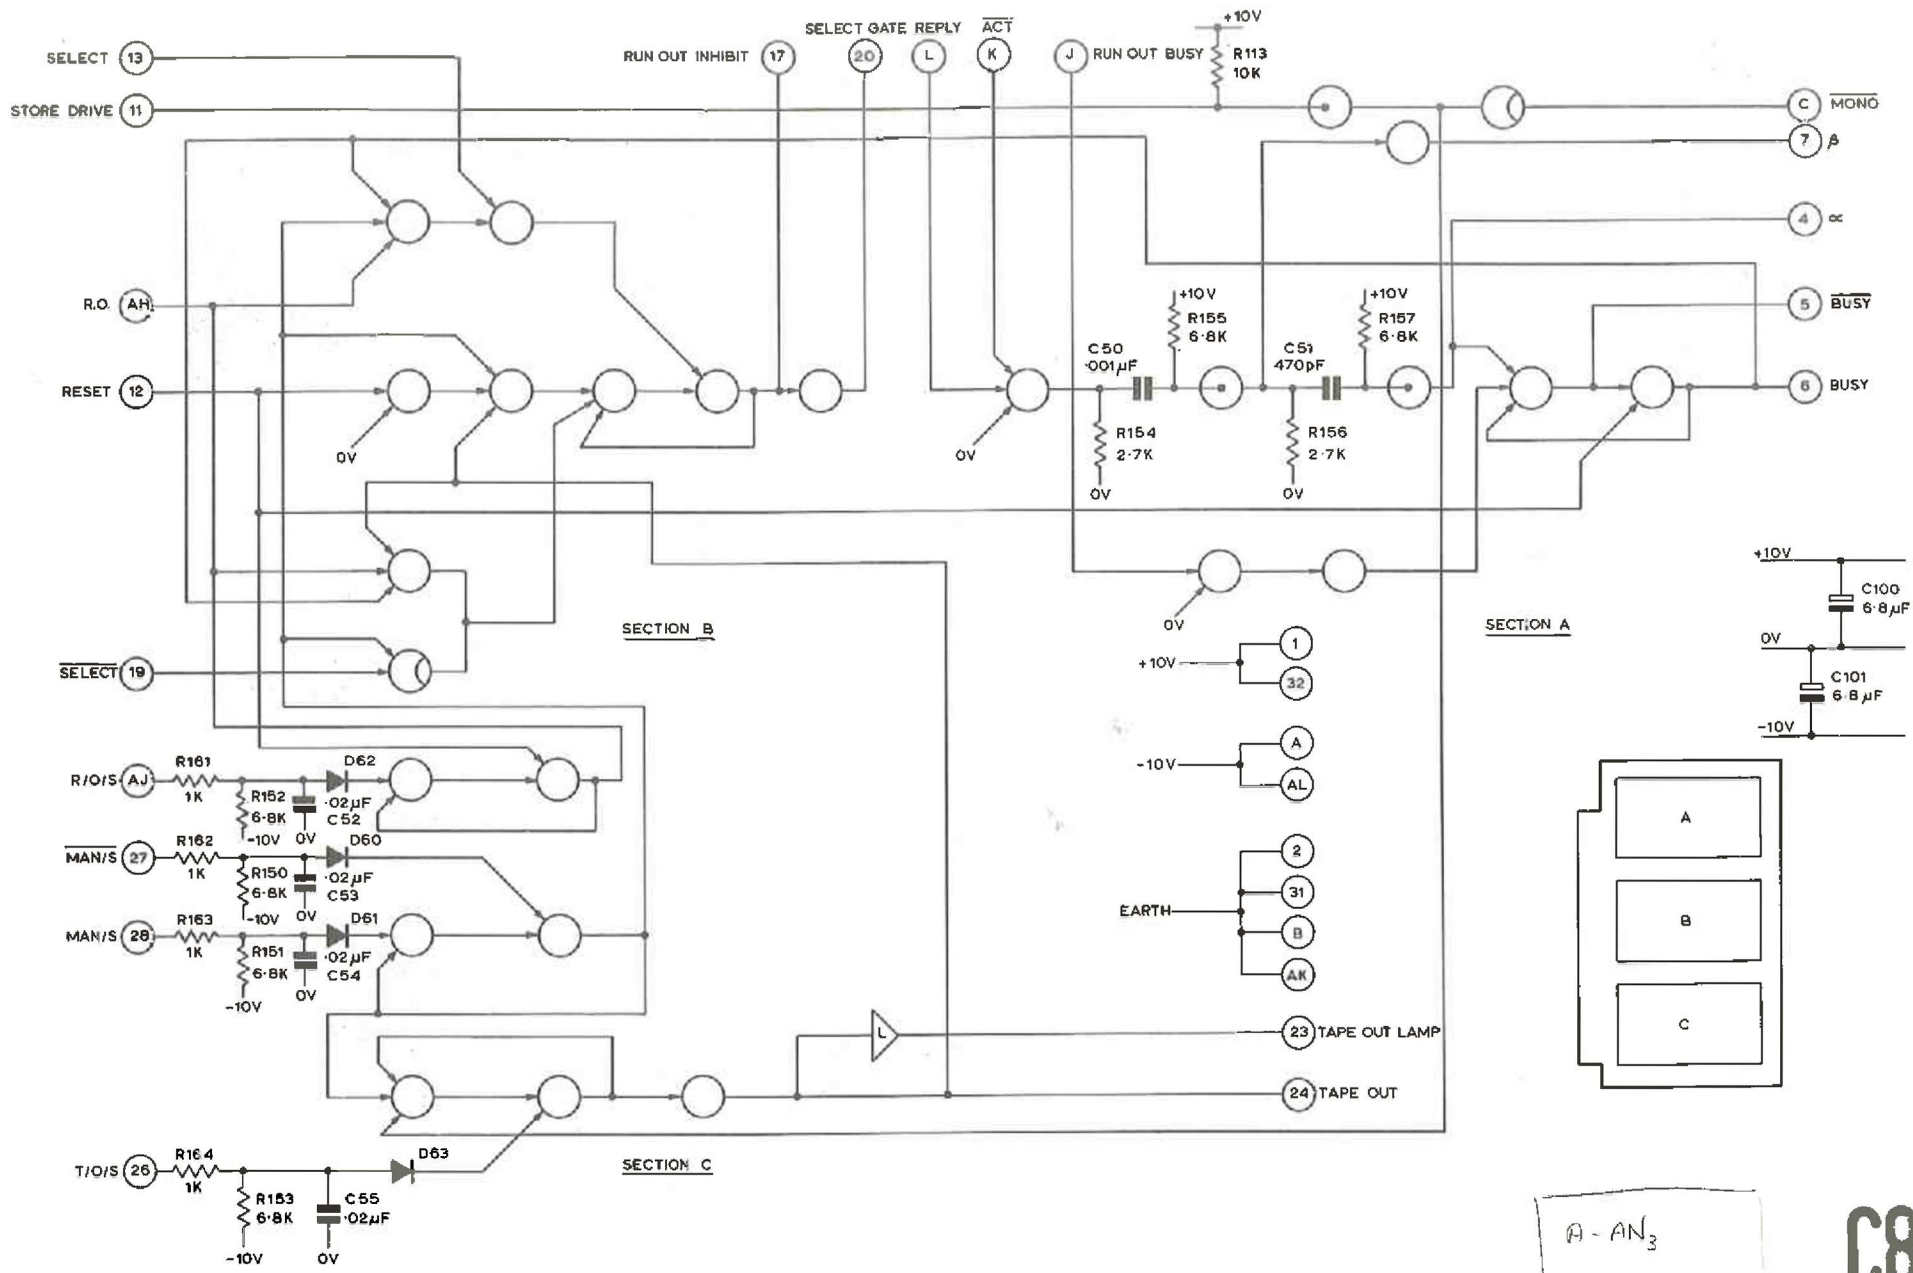 SELECT 13
STORE DRIVE 11
RUN OUT INHIBIT 17
SELECT GATE REPLY
20
L
ACT
K
J RUN OUT BUSY
+10V
R113
10K
C MONO
7 β
4 ∝
5 BUSY
6 BUSY
R.O. AH
RESET 12
0V
C50
·001µF
+10V
R155
6·8K
C51
470pF
+10V
R157
6·8K
0V
R154
2·7K
0V
R156
2·7K
0V
0V
SECTION B
SECTION A
SELECT 19
+10V
1
32
-10V
A
AL
EARTH
2
31
B
AK
+10V
C100
6·8µF
0V
C101
6·8µF
-10V
R/O/S AJ
R161
1K
R152
6·8K
-10V
·02µF
C52
0V
D62
MAN/S 27
R162
1K
R150
6·8K
-10V
·02µF
C53
0V
D60
MAN/S 28
R163
1K
R151
6·8K
-10V
·02µF
C54
0V
D61
L
23 TAPE OUT LAMP
24 TAPE OUT
T/O/S 26
R164
1K
R153
6·8K
-10V
C55
·02µF
0V
D63
SECTION C
A
B
C
A - AN3
C8